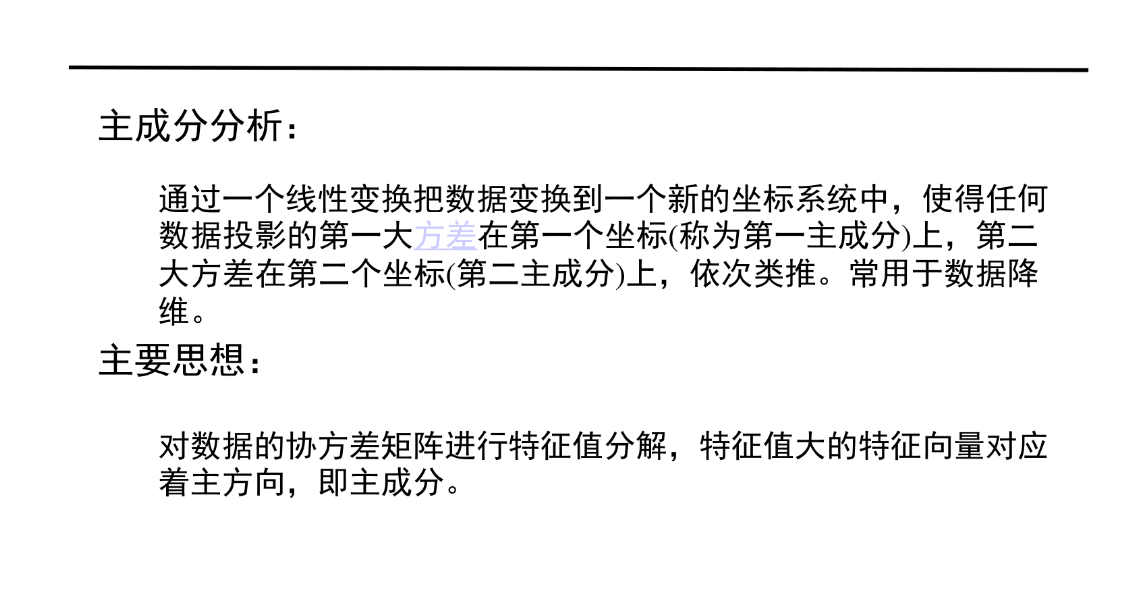 主成分分析：
通过一个线性变换把数据变换到一个新的坐标系统中，使得任何
数据投影的第一大方差在第一个坐标(称为第一主成分)上，第二
大方差在第二个坐标(第二主成分)上，依次类推。常用于数据降
维。
主要思想：
对数据的协方差矩阵进行特征值分解，特征值大的特征向量对应
着主方向，即主成分。